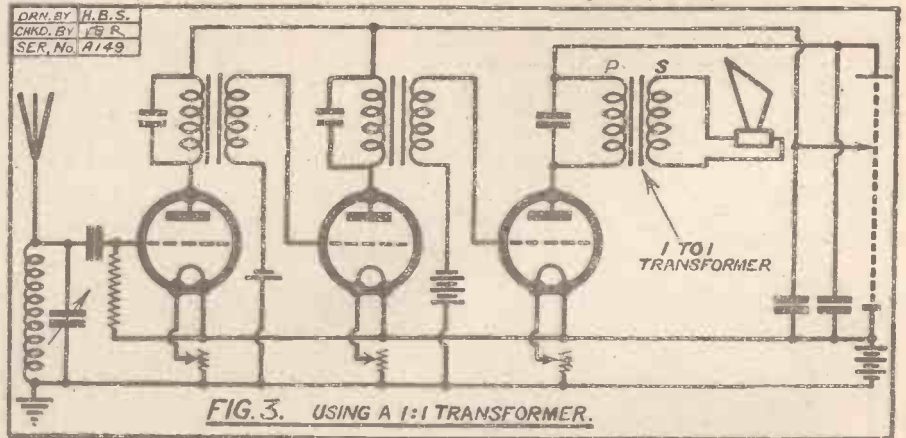 DRN. BY H.B.S.
CHKD. BY
SER. No. A149
P S
1 TO 1
TRANSFORMER
FIG. 3. USING A 1:1 TRANSFORMER.